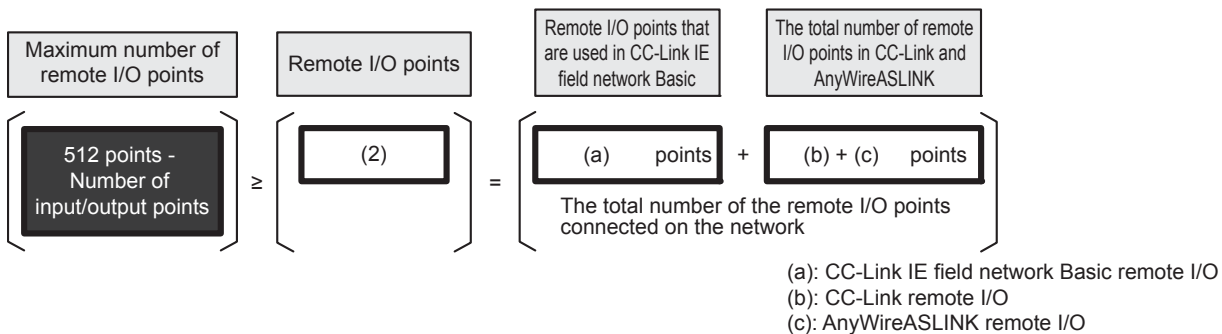 Maximum number of
remote I/O points
Remote I/O points
Remote I/O points that
are used in CC-Link IE
field network Basic
The total number of remote
I/O points in CC-Link and
AnyWireASLINK
512 points -
Number of
input/output points
≥
(2)
=
(a) points
+
(b) + (c) points
The total number of the remote I/O points
connected on the network
(a): CC-Link IE field network Basic remote I/O
(b): CC-Link remote I/O
(c): AnyWireASLINK remote I/O